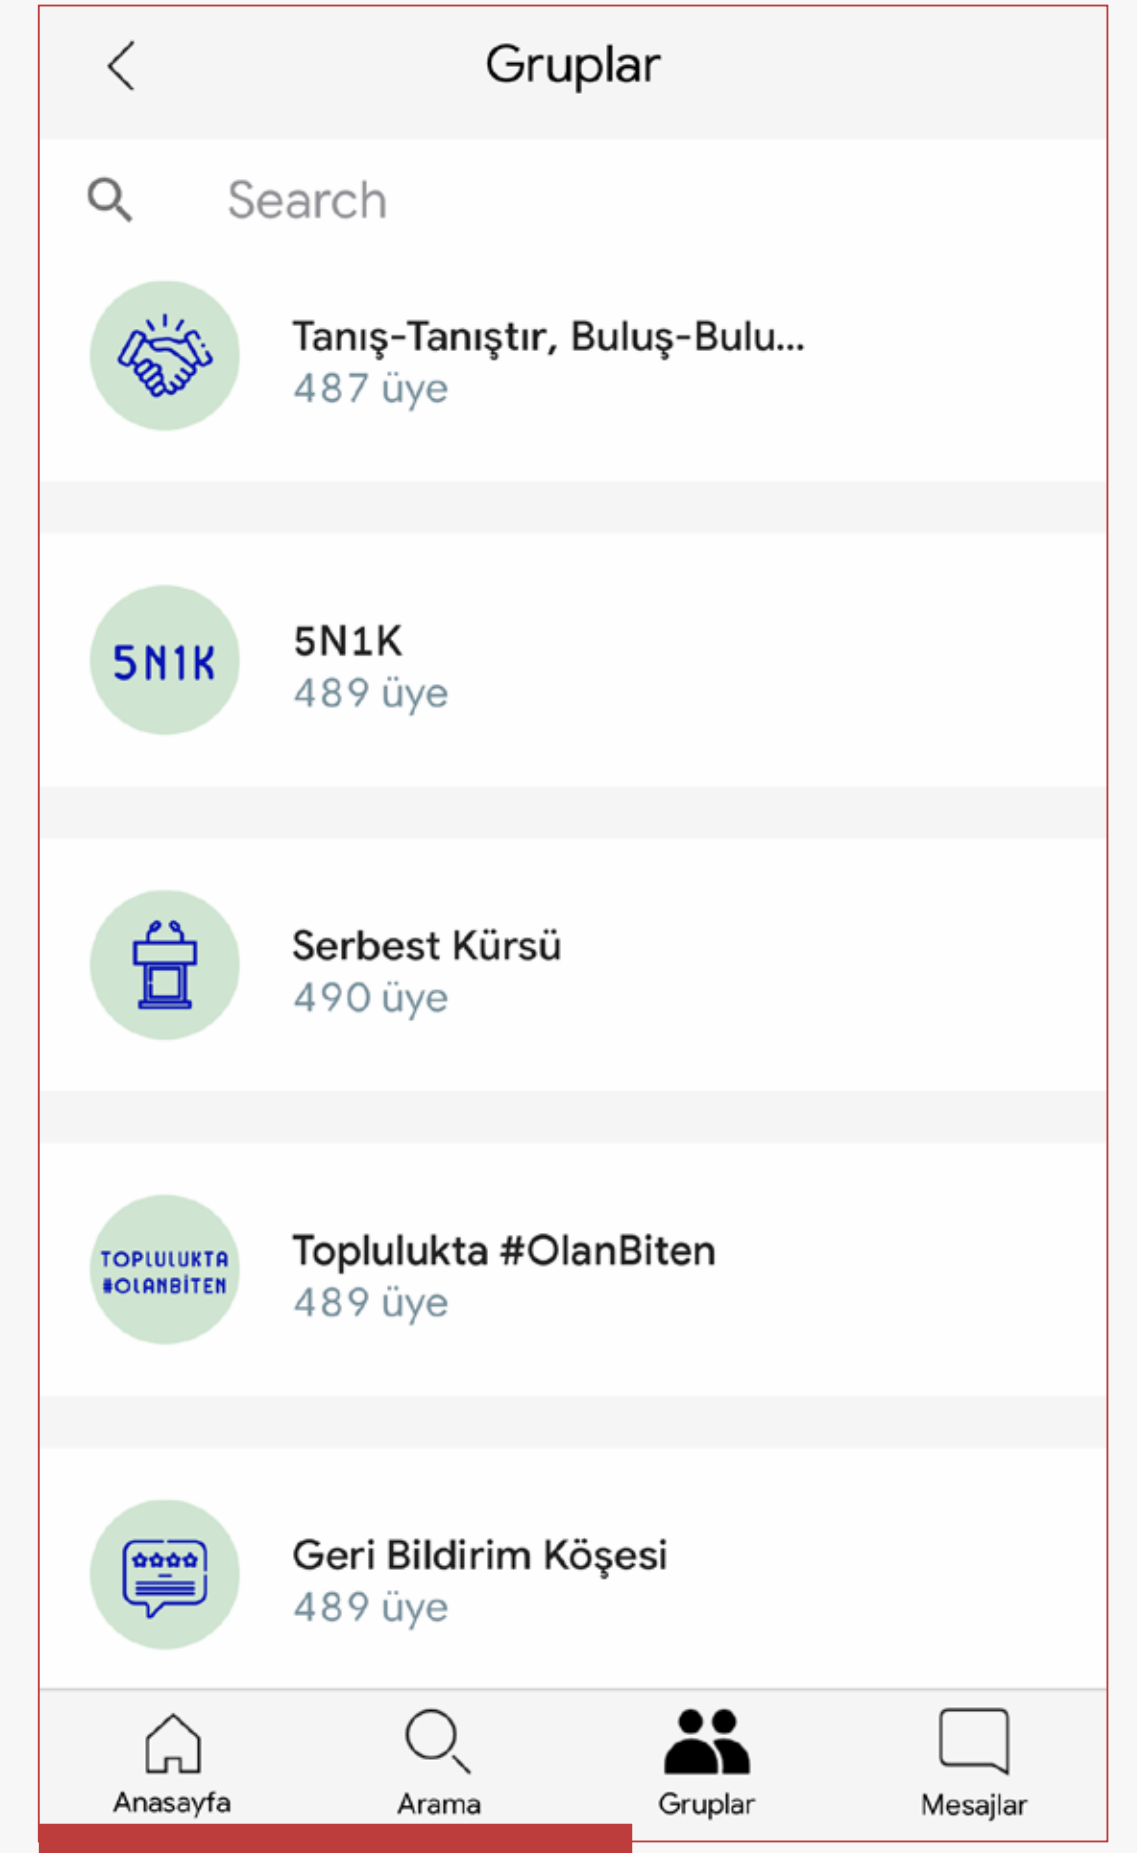 Gruplar
Search
Tanış-Tanıştır, Buluş-Bulu...
487 üye
5N1K
5N1K
489 üye
Serbest Kürsü
490 üye
TOPLULUKTA
#OLANBİTEN
Toplulukta #OlanBiten
489 üye
Geri Bildirim Köşesi
489 üye
Anasayfa
Arama
Gruplar
Mesajlar